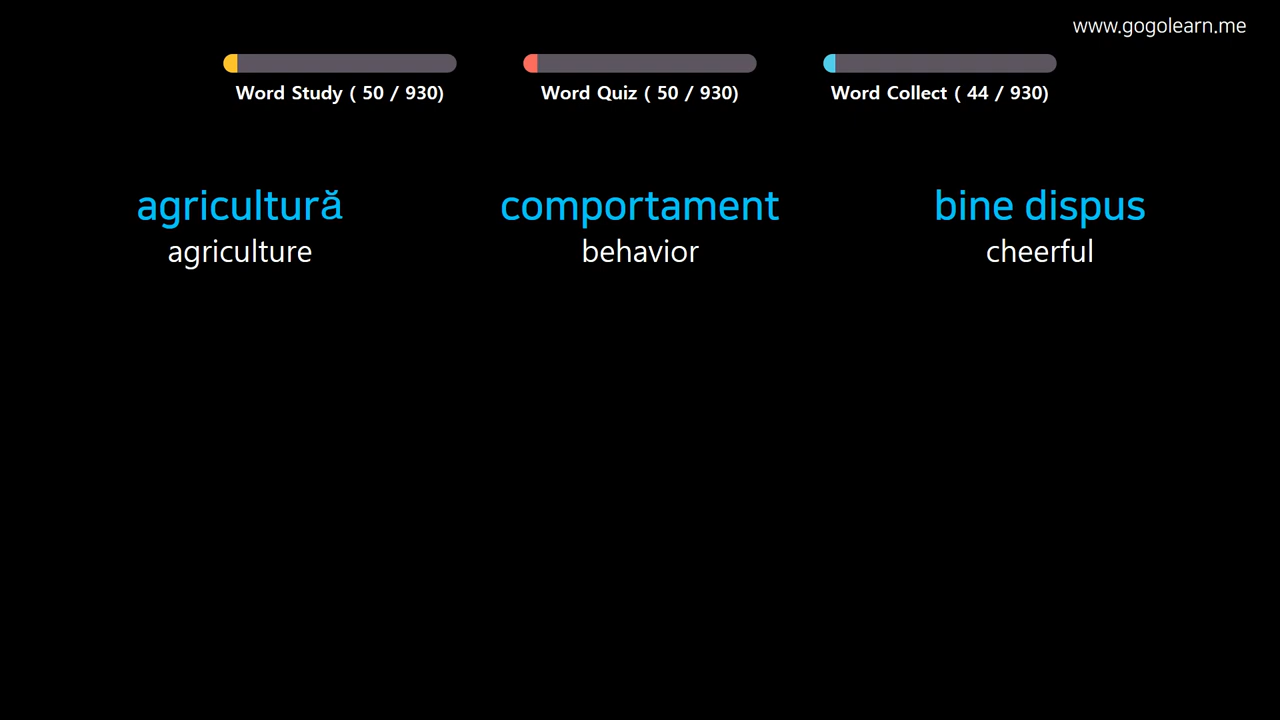 www.gogolearn.me
Word Study ( 50 / 930)
Word Quiz ( 50 / 930)
Word Collect ( 44 / 930)
agricultură
agriculture
comportament
behavior
bine dispus
cheerful